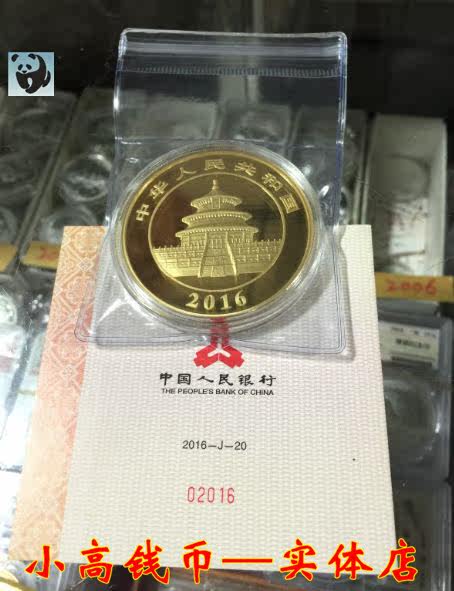 中华人民共和国
2016
2006
中国人民银行
THE PEOPLE'S BANK OF CHINA
2016-J-20
02016
小高钱币—实体店